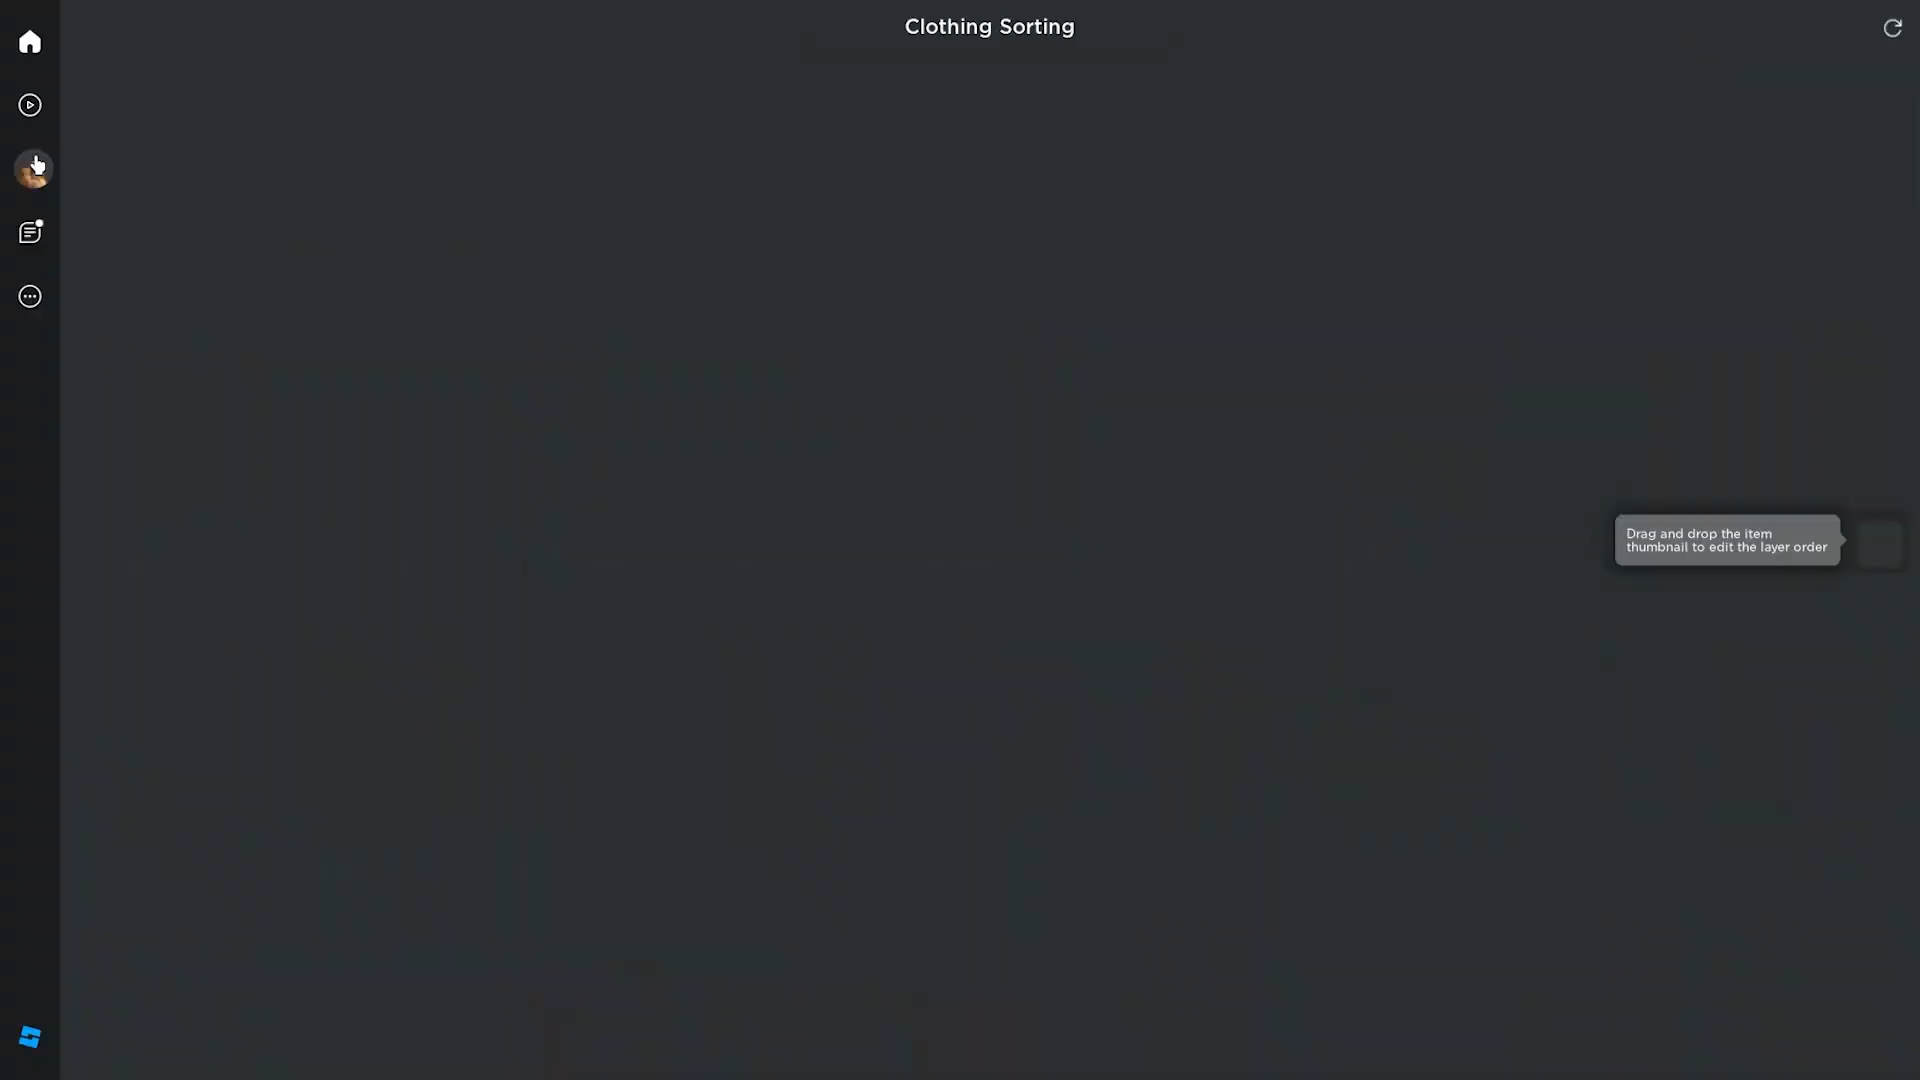 Clothing Sorting
Drag and drop the item
thumbnail to edit the layer order